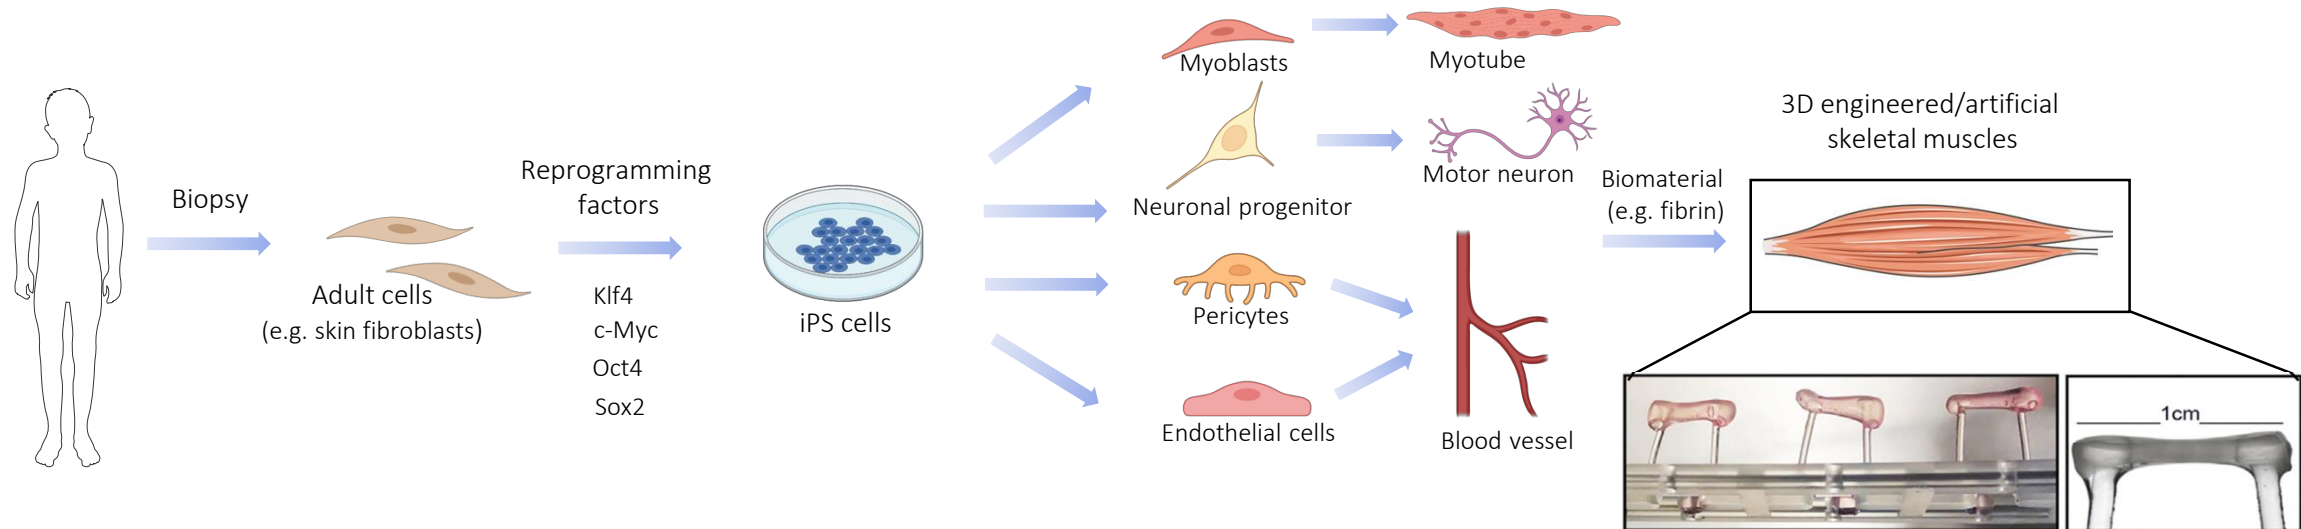 Biopsy
Adult cells
(e.g. skin fibroblasts)
Reprogramming
factors
Klf4
c-Myc
Oct4
Sox2
iPS cells
Myoblasts
Myotube
Neuronal progenitor
Motor neuron
Pericytes
Endothelial cells
Blood vessel
Biomaterial
(e.g. fibrin)
3D engineered/artificial
skeletal muscles
1cm